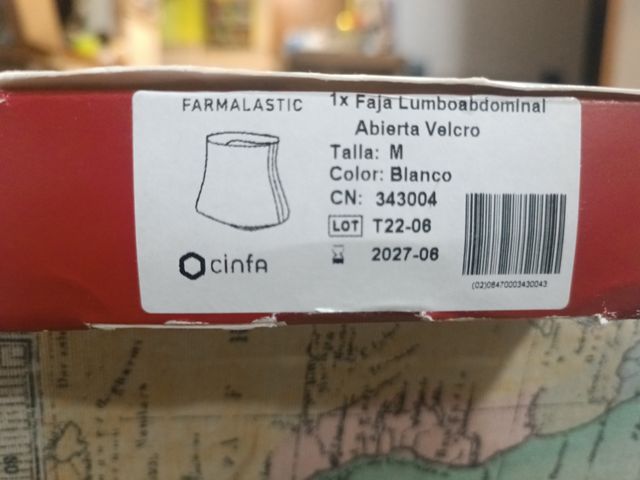 FARMALASTIC
1x Faja Lumboabdominal
Abierta Velcro
Talla: M
Color: Blanco
CN: 343004
LOT T22-06
2027-06
cinfa
(02)08470003430043